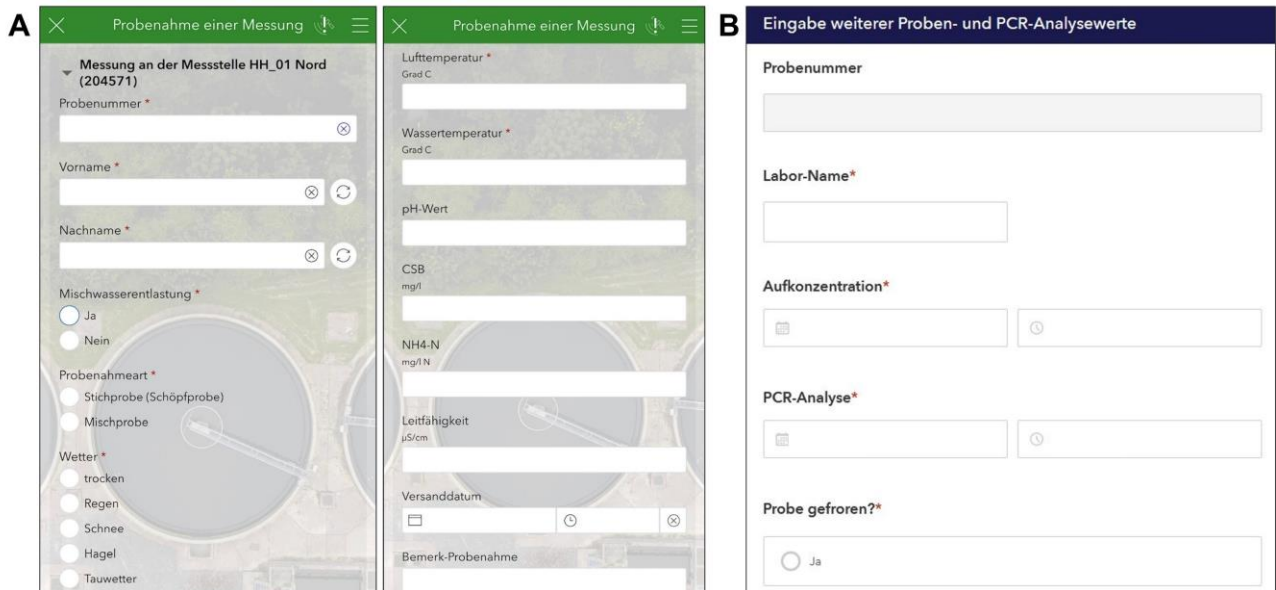 A
Probenahme einer Messung
Messung an der Messstelle HH_01 Nord
(204571)
Probenummer *
Vorname *
Nachname *
Mischwasserentlastung *
Ja
Nein
Probenahmeart *
Stichprobe (Schöpfprobe)
Mischprobe
Wetter *
trocken
Regen
Schnee
Hagel
Tauwetter
Probenahme einer Messung
Lufttemperatur *
Grad C
Wassertemperatur *
Grad C
pH-Wert
CSB
mg/l
NH4-N
mg/l N
Leitfähigkeit
µS/cm
Versanddatum
Bemerk-Probenahme
B
Eingabe weiterer Proben- und PCR-Analysewerte
Probenummer
Labor-Name*
Aufkonzentration*
PCR-Analyse*
Probe gefroren?*
Ja